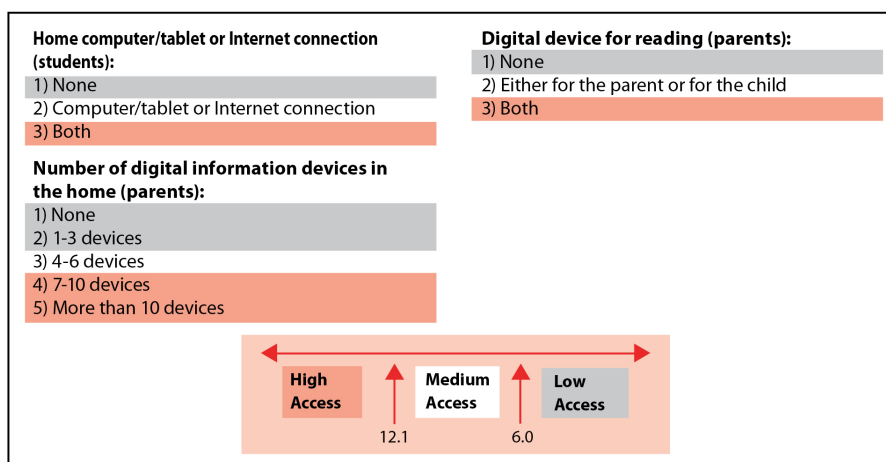 Home computer/tablet or Internet connection
(students):
1) None
2) Computer/tablet or Internet connection
3) Both
Number of digital information devices in
the home (parents):
1) None
2) 1-3 devices
3) 4-6 devices
4) 7-10 devices
5) More than 10 devices
Digital device for reading (parents):
1) None
2) Either for the parent or for the child
3) Both
High
Access
Medium
Access
Low
Access
12.1
6.0